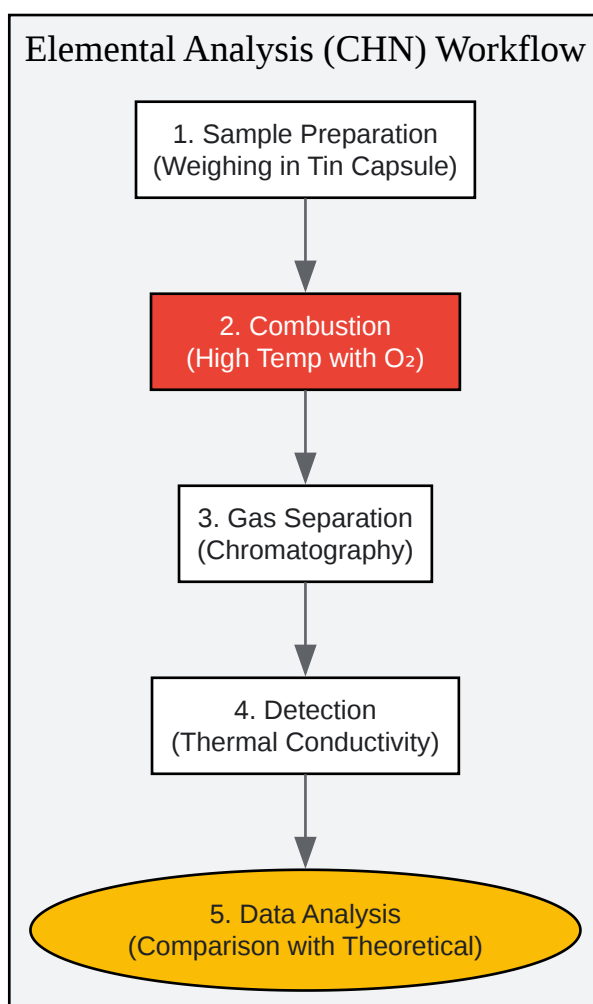 Elemental Analysis (CHN) Workflow
1. Sample Preparation
(Weighing in Tin Capsule)
2. Combustion
(High Temp with O₂)
3. Gas Separation
(Chromatography)
4. Detection
(Thermal Conductivity)
5. Data Analysis
(Comparison with Theoretical)